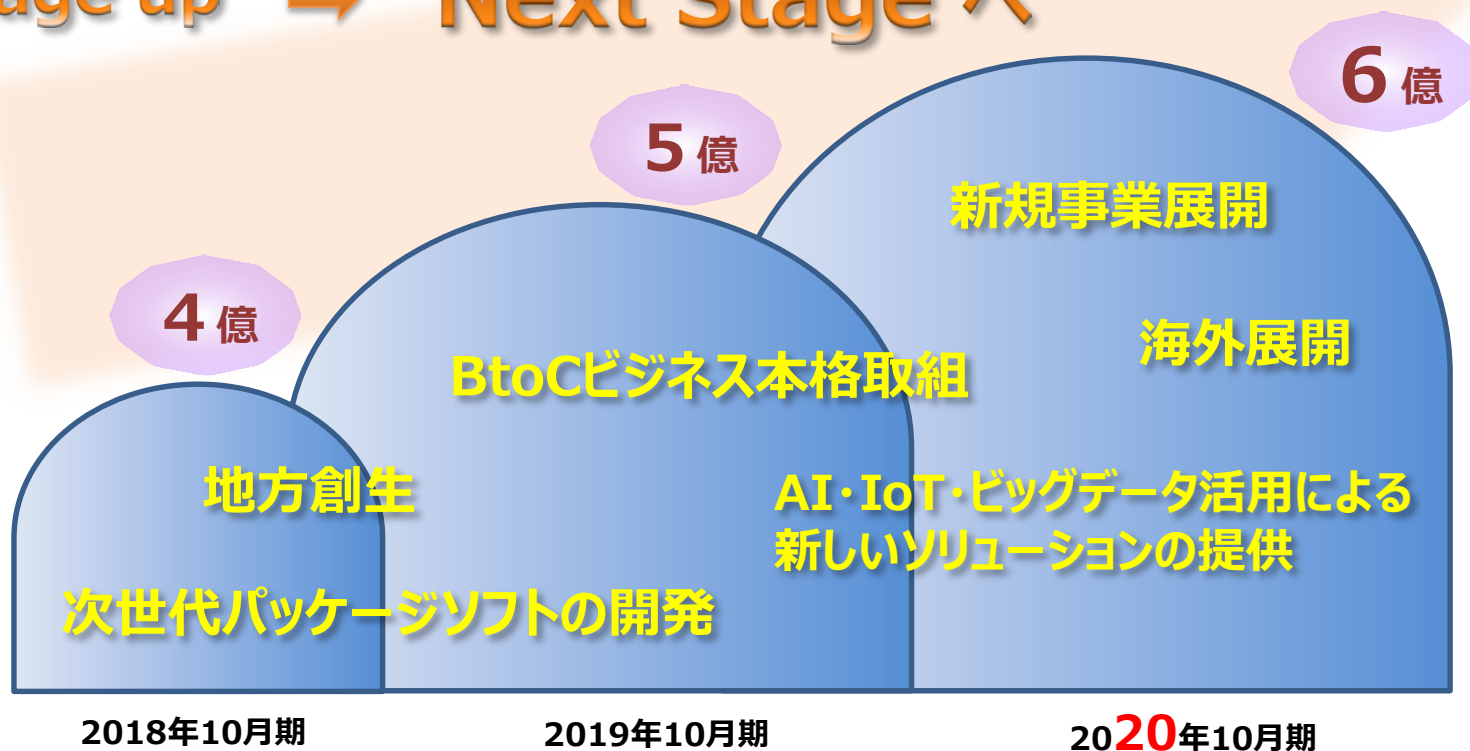 age up ➡ Next Stage へ
6億
5億
4億
新規事業展開
海外展開
BtoCビジネス本格取組
地方創生
AI・IoT・ビッグデータ活用による
新しいソリューションの提供
次世代パッケージソフトの開発
2018年10月期
2019年10月期
2020年10月期